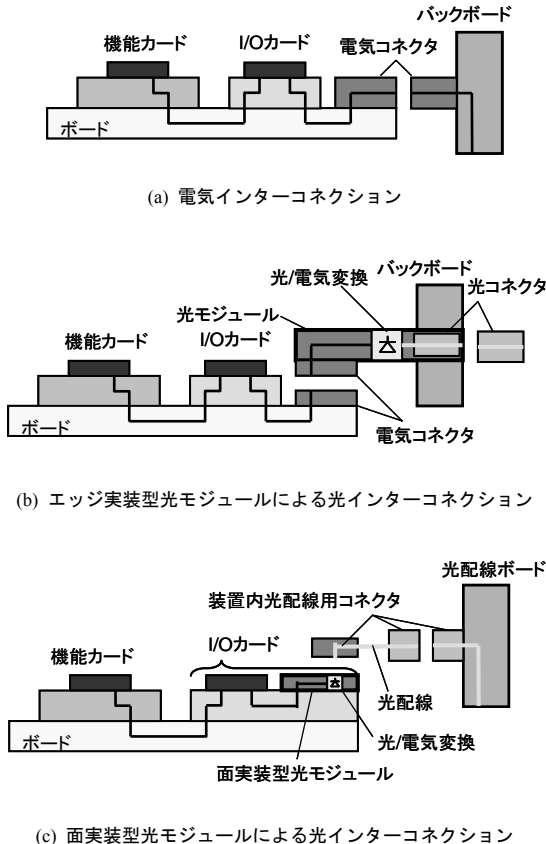 バックボード
機能カード
I/Oカード
電気コネクタ
ボード
(a) 電気インターコネクション
光/電気変換
バックボード
光コネクタ
光モジュール
機能カード
I/Oカード
電気コネクタ
ボード
(b) エッジ実装型光モジュールによる光インターコネクション
光配線ボード
装置内光配線用コネクタ
I/Oカード
機能カード
光配線
光/電気変換
ボード
面実装型光モジュール
(c) 面実装型光モジュールによる光インターコネクション